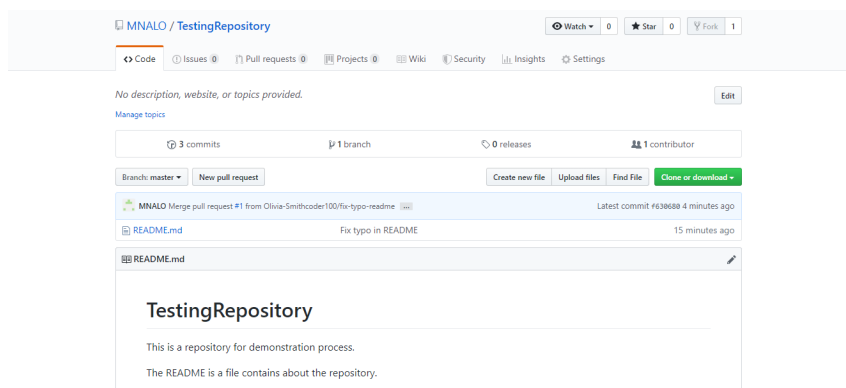 MNALO / TestingRepository
Watch 0 Star 0 Fork 1
Code Issues 0 Pull requests 0 Projects 0 Wiki Security Insights Settings
No description, website, or topics provided.
Edit
Manage topics
3 commits 1 branch 0 releases 1 contributor
Branch: master New pull request Create new file Upload files Find File Clone or download
MNALO Merge pull request #1 from Olivia-Smithcoder100/fix-typo-readme ... Latest commit f630680 4 minutes ago
README.md Fix typo in README 15 minutes ago
README.md
TestingRepository
This is a repository for demonstration process.
The README is a file contains about the repository.